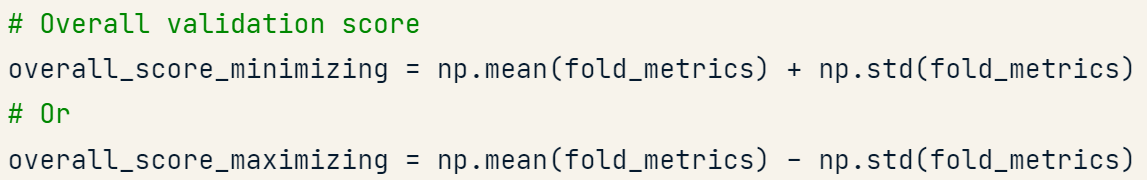 # Overall validation score
overall_score_minimizing = np.mean(fold_metrics) + np.std(fold_metrics)
# Or
overall_score_maximizing = np.mean(fold_metrics) - np.std(fold_metrics)